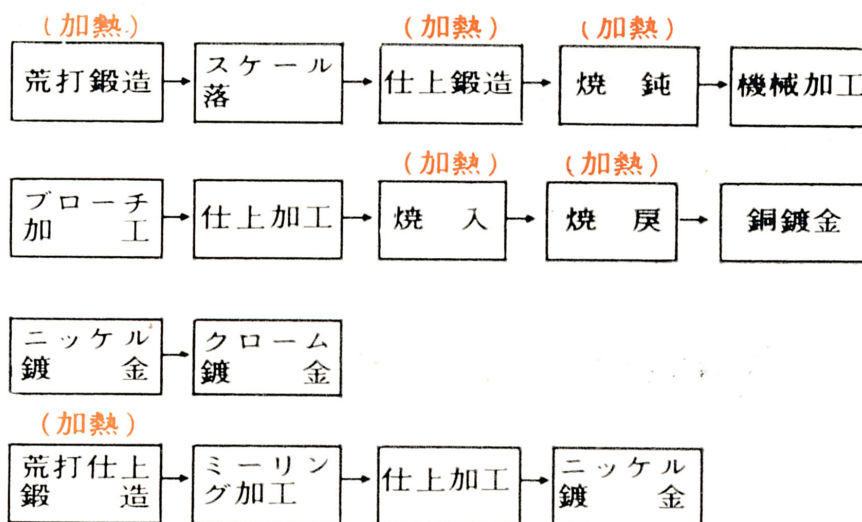 (加熱)
(加熱)
(加熱)
荒打鍛造
スケール
落
仕上鍛造
焼 鈍
機械加工
(加熱)
(加熱)
ブローチ
加 工
仕上加工
焼 入
焼 戻
銅鍍金
ニッケル
鍍 金
クローム
鍍 金
(加熱)
荒打仕上
鍛 造
ミーリン
グ加工
仕上加工
ニッケル
鍍 金